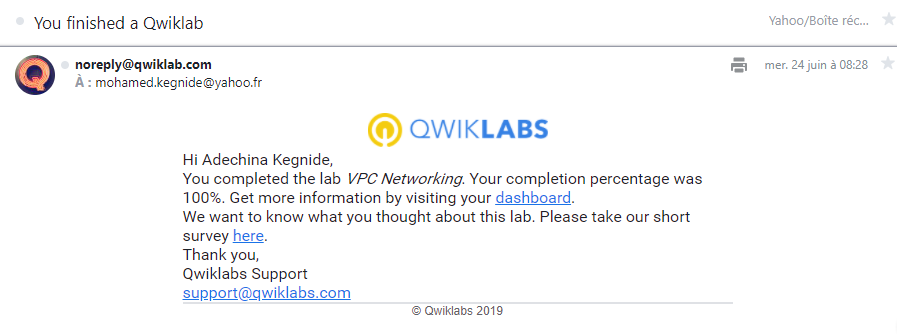 You finished a Qwiklab
Yahoo/Boîte réc...
noreply@qwiklab.com
mer. 24 juin à 08:28
À : mohamed.kegnide@yahoo.fr
QWIKLABS
Hi Adechina Kegnide,
You completed the lab VPC Networking. Your completion percentage was
100%. Get more information by visiting your dashboard.
We want to know what you thought about this lab. Please take our short
survey here.
Thank you,
Qwiklabs Support
support@qwiklabs.com
© Qwiklabs 2019